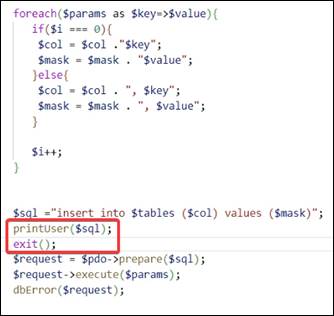 foreach($params as $key=>$value){
if($i === 0){
$col = $col ."$key";
$mask = $mask . "$value";
}else{
$col = $col . ", $key";
$mask = $mask . ", $value";
}
$i++;
}
$sql ="insert into $tables ($col) values ($mask)";
printUser($sql);
exit();
$request = $pdo->prepare($sql);
$request->execute($params);
dbError($request);